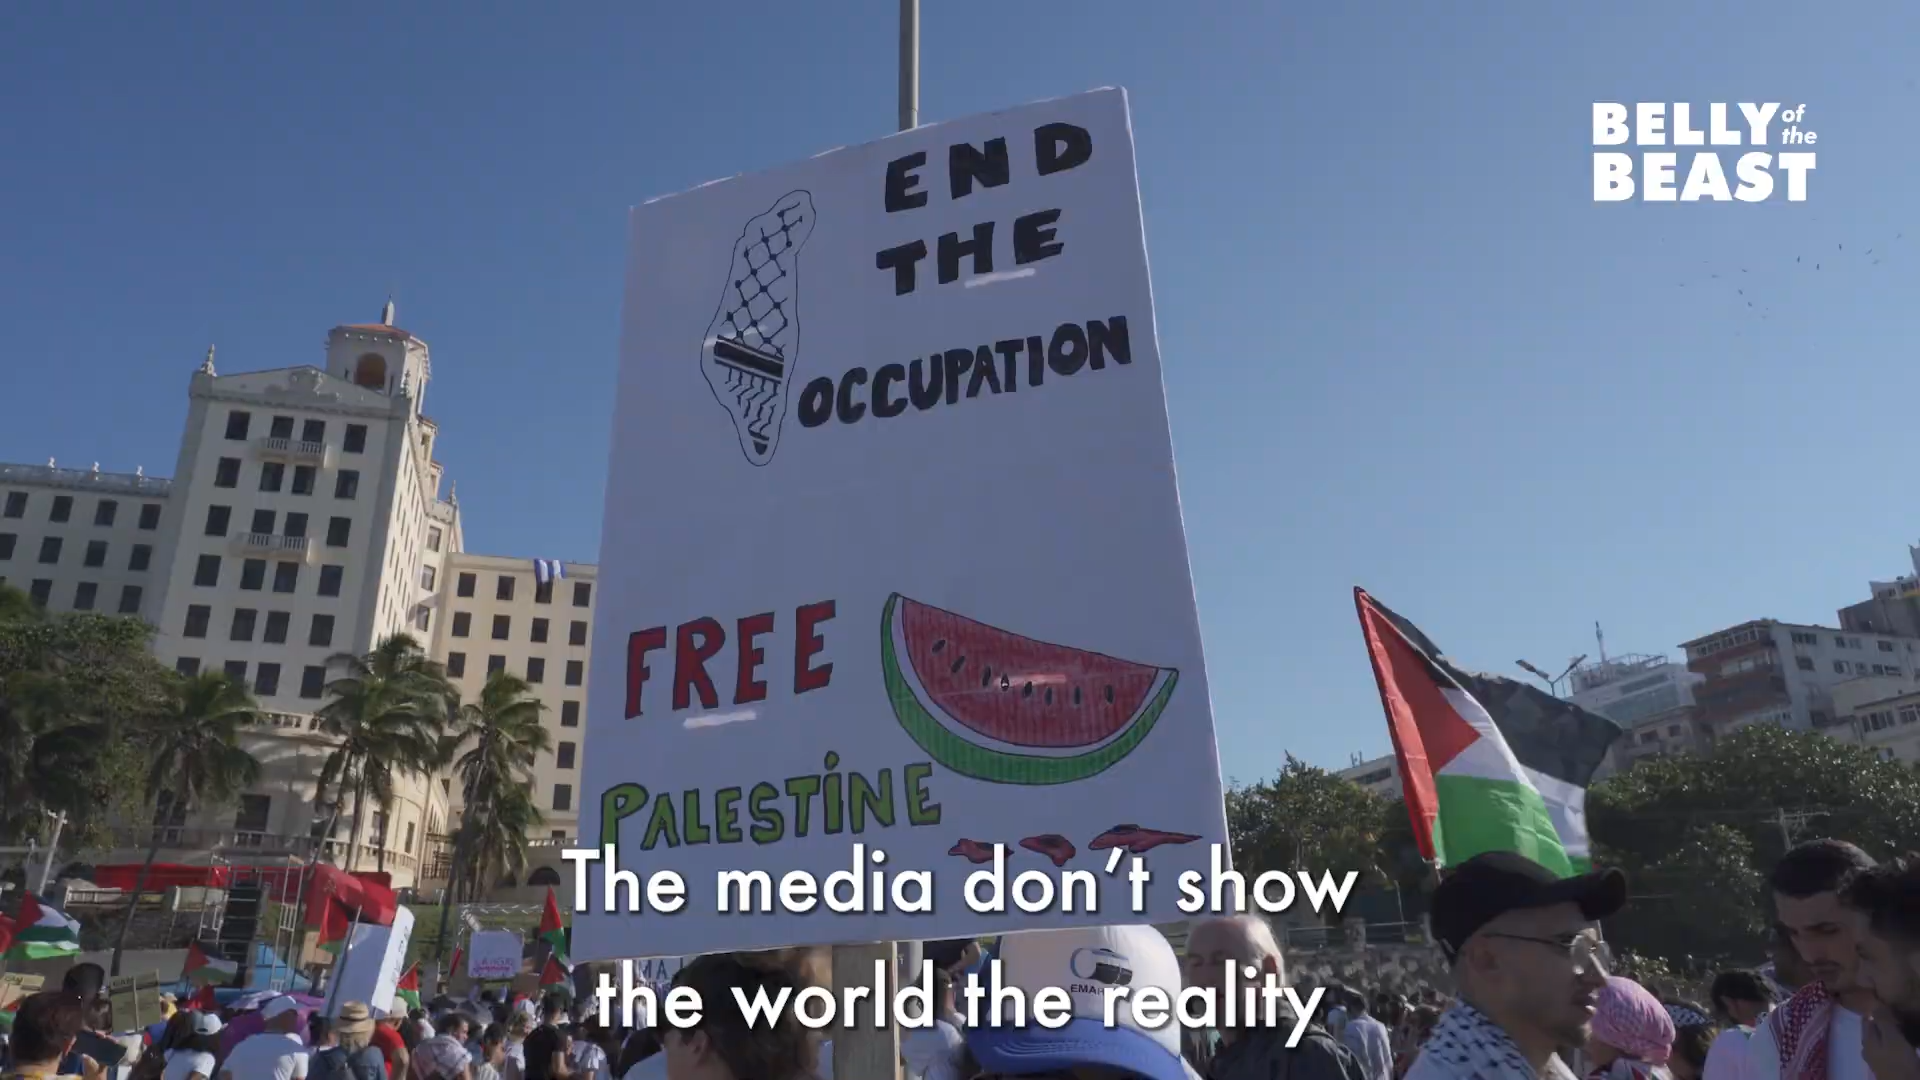 BELLY of the
BEAST
END
THE
OCCUPATION
FREE
PALESTINE
The media don't show
the world the reality